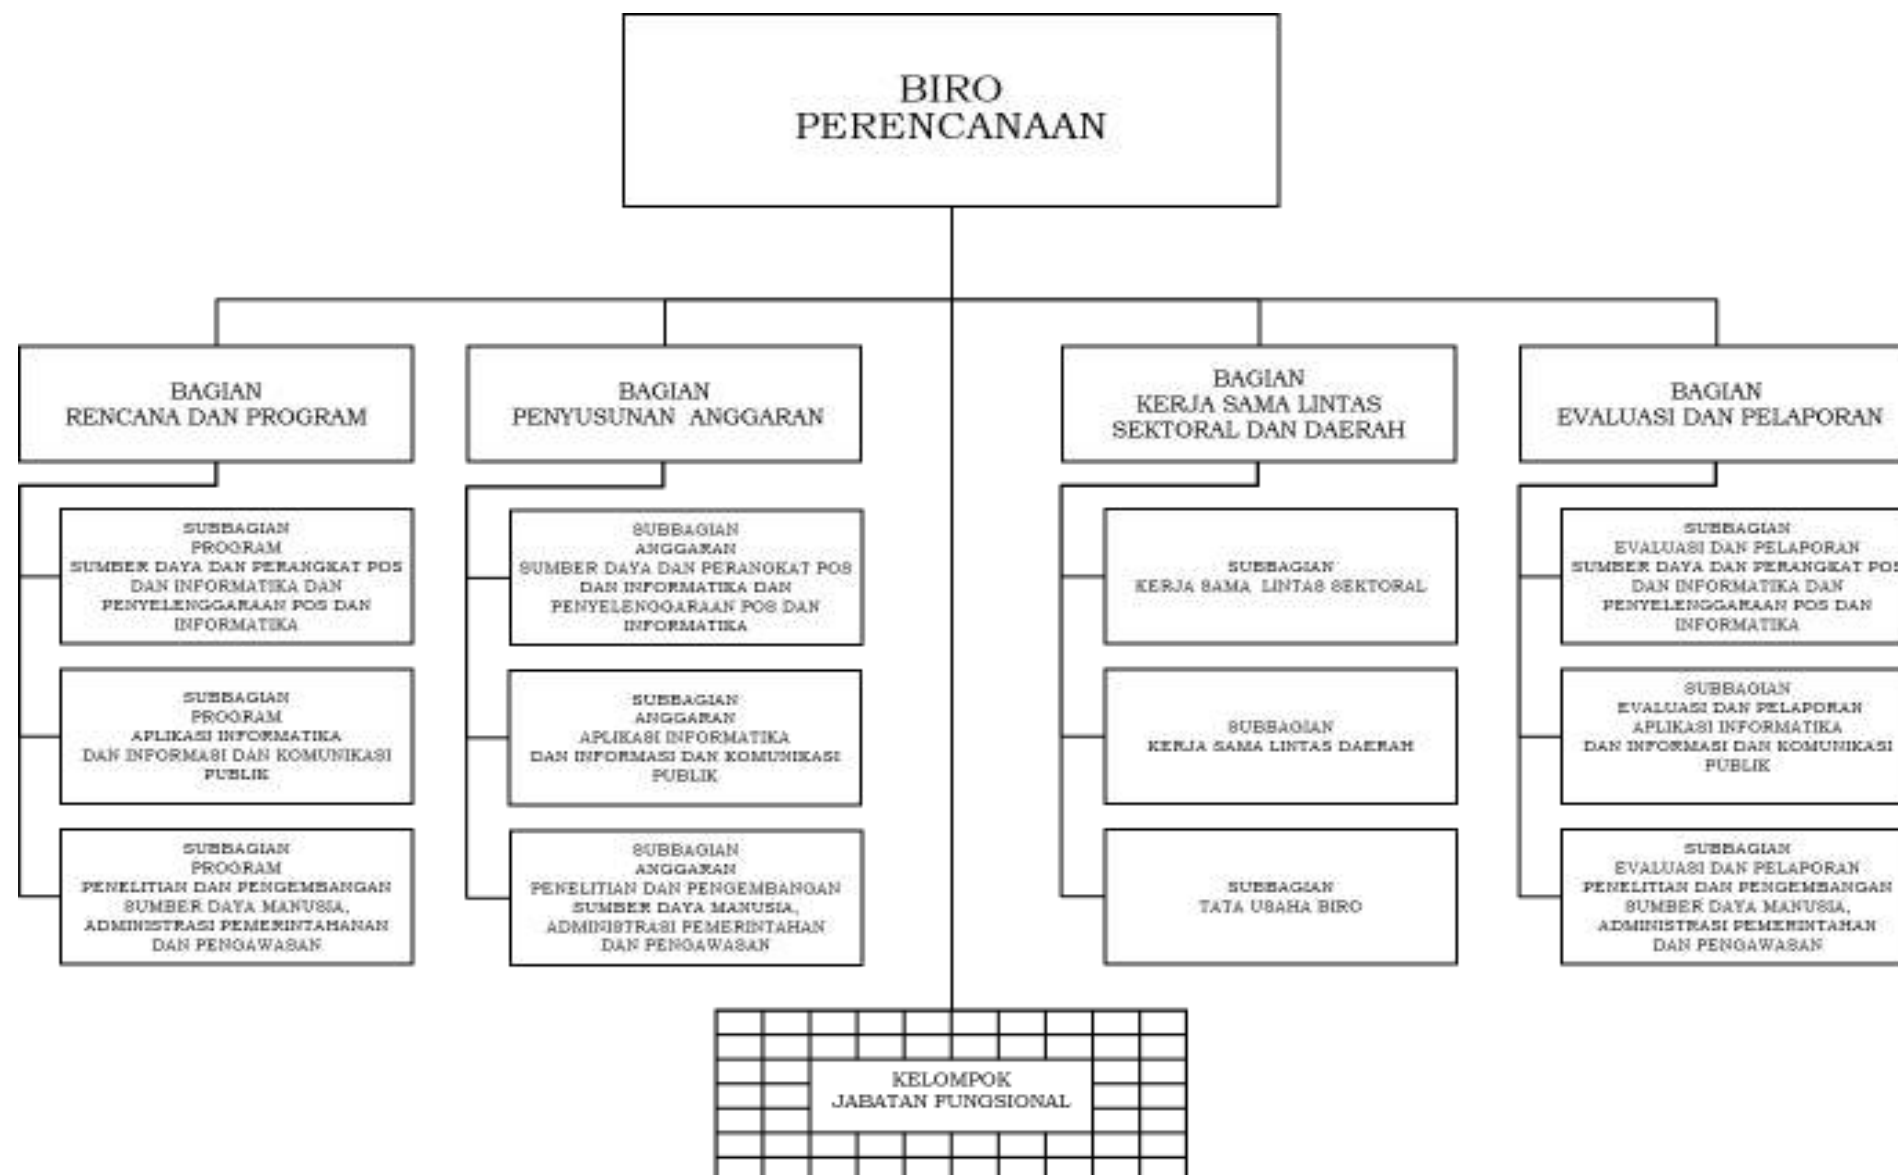 BIRO
PERENCANAAN
BAGIAN
RENCANA DAN PROGRAM
BAGIAN
PENYUSUNAN ANGGARAN
BAGIAN
KERJA SAMA LINTAS
SEKTORAL DAN DAERAH
BAGIAN
EVALUASI DAN PELAPORAN
SUBBAGIAN
PROGRAM
SUMBER DAYA DAN PERANGKAT POS
DAN INFORMATIKA DAN
PENYELENGGARAAN POS DAN
INFORMATIKA
SUBBAGIAN
PROGRAM
APLIKASI INFORMATIKA
DAN INFORMASI DAN KOMUNIKASI
PUBLIK
SUBBAGIAN
PROGRAM
PENELITIAN DAN PENGEMBANGAN
SUMBER DAYA MANUSIA,
ADMINISTRASI PEMERINTAHANAN
DAN PENGAWASAN
SUBBAGIAN
ANGGARAN
SUMBER DAYA DAN PERANGKAT POS
DAN INFORMATIKA DAN
PENYELENGGARAAN POS DAN
INFORMATIKA
SUBBAGIAN
ANGGARAN
APLIKASI INFORMATIKA
DAN INFORMASI DAN KOMUNIKASI
PUBLIK
SUBBAGIAN
ANGGARAN
PENELITIAN DAN PENGEMBANGAN
SUMBER DAYA MANUSIA,
ADMINISTRASI PEMERINTAHAN
DAN PENGAWASAN
SUBBAGIAN
KERJA SAMA LINTAS SEKTORAL
SUBBAGIAN
KERJA SAMA LINTAS DAERAH
SUBBAGIAN
TATA USAHA BIRO
SUBBAGIAN
EVALUASI DAN PELAPORAN
SUMBER DAYA DAN PERANGKAT POS
DAN INFORMATIKA DAN
PENYELENGGARAAN POS DAN
INFORMATIKA
SUBBAGIAN
EVALUASI DAN PELAPORAN
APLIKASI INFORMATIKA
DAN INFORMASI DAN KOMUNIKASI
PUBLIK
SUBBAGIAN
EVALUASI DAN PELAPORAN
PENELITIAN DAN PENGEMBANGAN
SUMBER DAYA MANUSIA,
ADMINISTRASI PEMERINTAHAN
DAN PENGAWASAN
KELOMPOK
JABATAN FUNGSIONAL